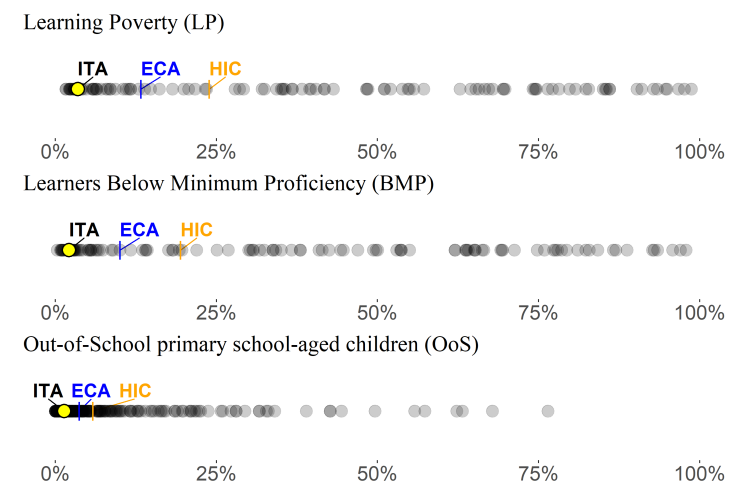 Learning Poverty (LP)
ITA ECA HIC
0% 25% 50% 75% 100%
Learners Below Minimum Proficiency (BMP)
ITA ECA HIC
0% 25% 50% 75% 100%
Out-of-School primary school-aged children (OoS)
ITA ECA HIC
0% 25% 50% 75% 100%